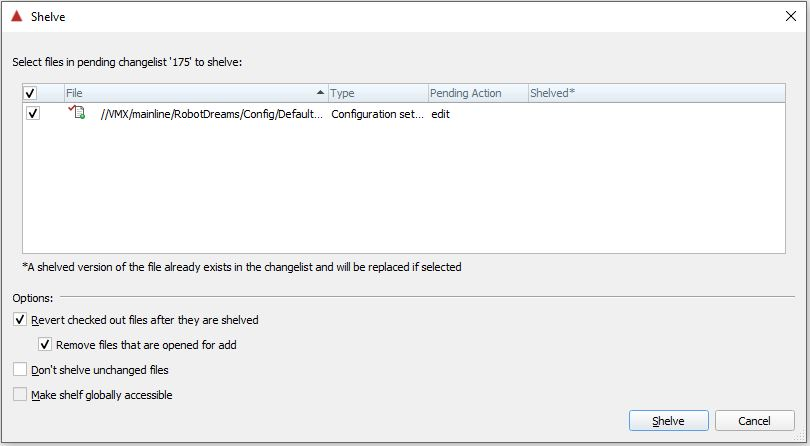 Shelve
Select files in pending changelist '175' to shelve:
File Type Pending Action Shelved*
//VMX/mainline/RobotDreams/Config/Default... Configuration set... edit
*A shelved version of the file already exists in the changelist and will be replaced if selected
Options:
Revert checked out files after they are shelved
Remove files that are opened for add
Don't shelve unchanged files
Make shelf globally accessible
Shelve Cancel